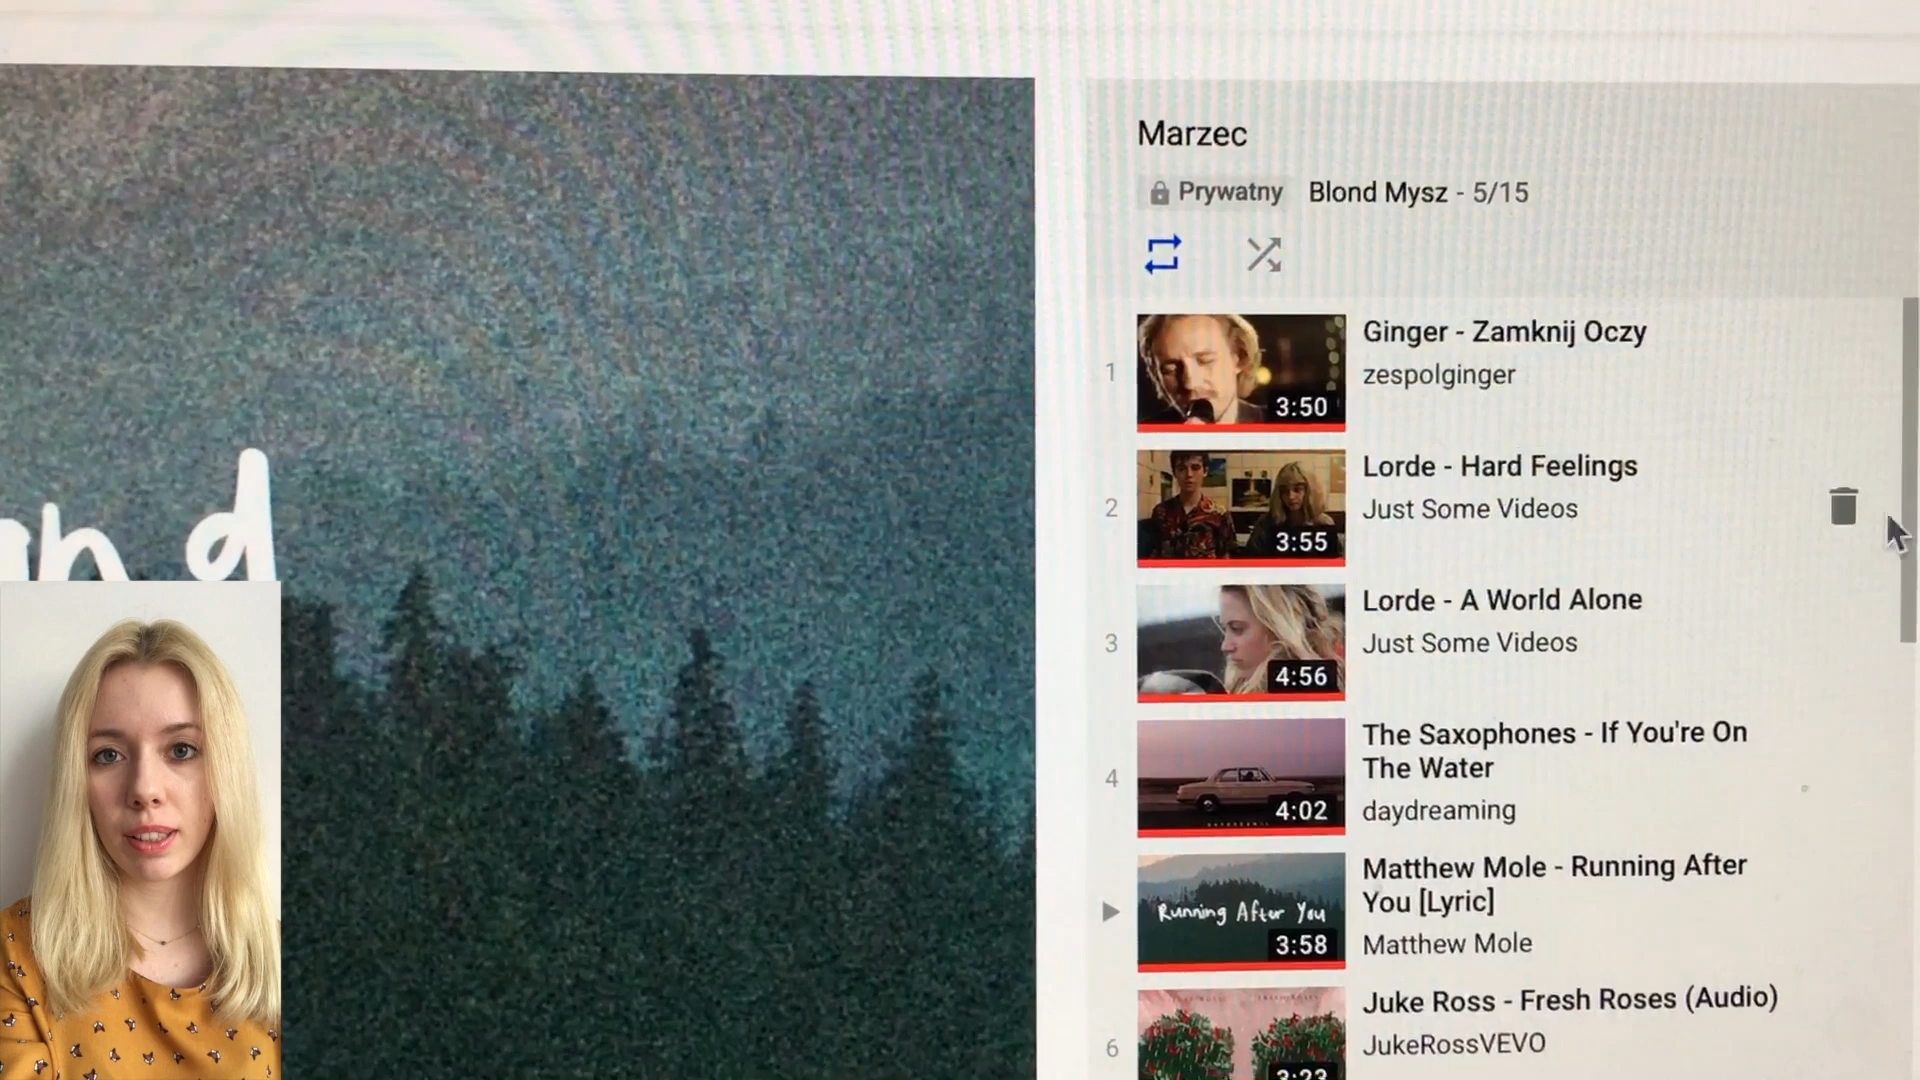 Marzec
Prywatny Blond Mysz - 5/15
1
3:50
Ginger - Zamknij Oczy
zespolginger
2
3:55
Lorde - Hard Feelings
Just Some Videos
3
4:56
Lorde - A World Alone
Just Some Videos
4
4:02
The Saxophones - If You're On
The Water
daydreaming
Running After You
3:58
Matthew Mole - Running After
You [Lyric]
Matthew Mole
6
3:23
Juke Ross - Fresh Roses (Audio)
JukeRossVEVO